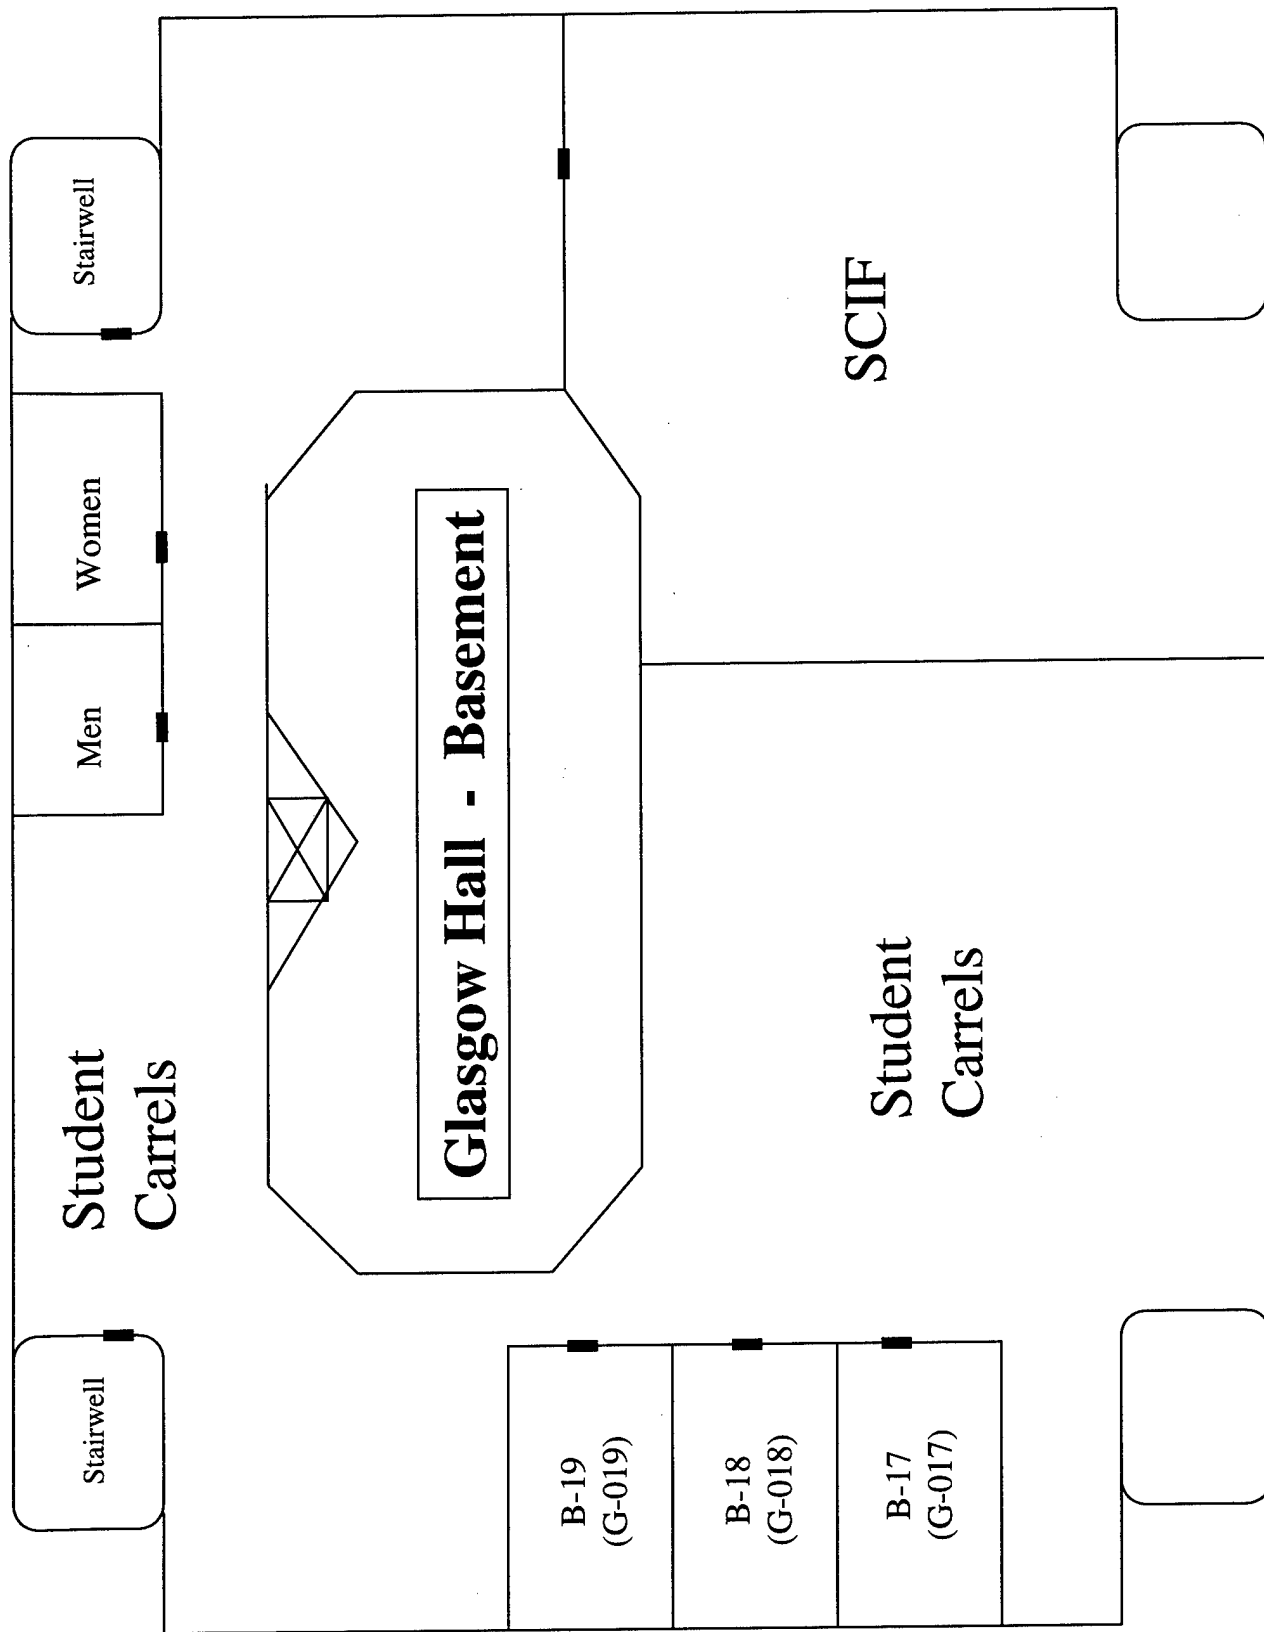 Stairwell
Student
Carrels
Men
Women
Stairwell
Glasgow Hall - Basement
B-19
(G-019)
B-18
(G-018)
B-17
(G-017)
Student
Carrels
SCIF